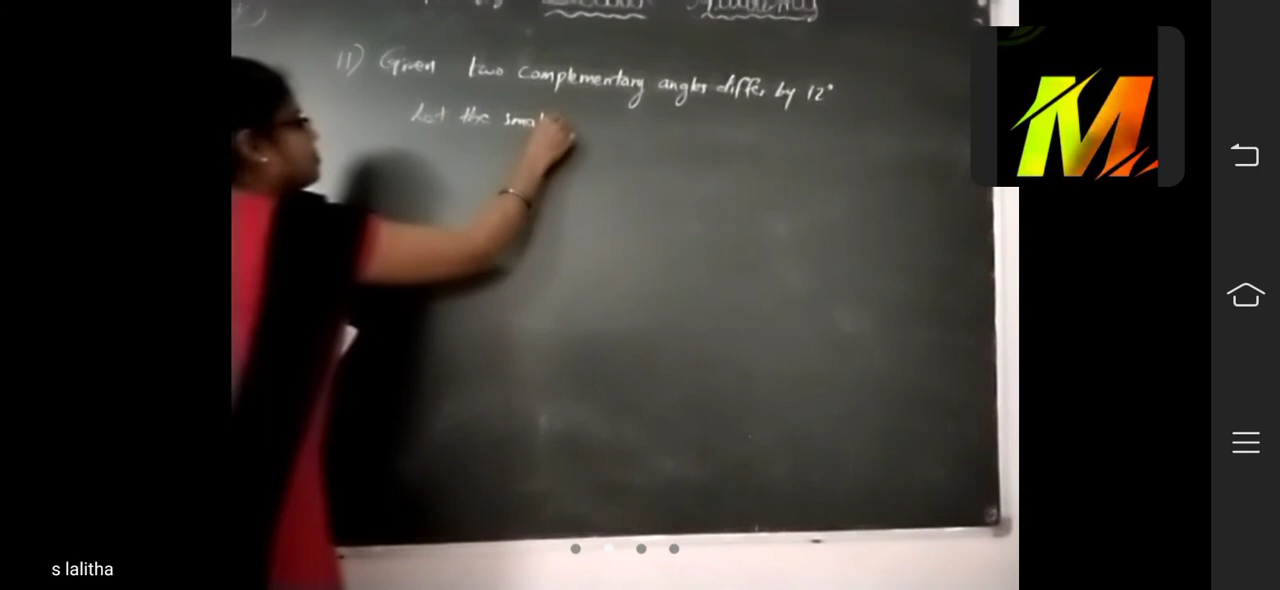 11) Given two complementary angles differ by 12°
Let the smal
M
s lalitha